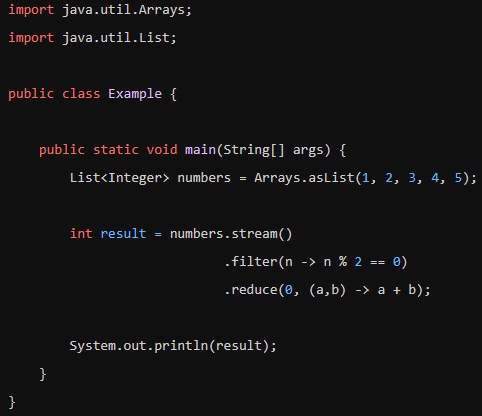 import java.util.Arrays;
import java.util.List;
public class Example {
public static void main(String[] args) {
List<Integer> numbers = Arrays.asList(1, 2, 3, 4, 5);
int result = numbers.stream()
.filter(n -> n % 2 == 0)
.reduce(0, (a,b) -> a + b);
System.out.println(result);
}
}